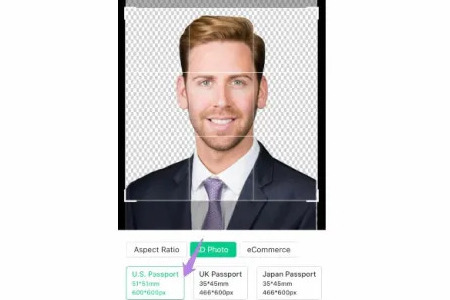 Aspect Ratio
ID Photo
eCommerce
U.S. Passport
51*51mm
600*600px
UK Passport
35*45mm
466*600px
Japan Passport
35*45mm
466*600px